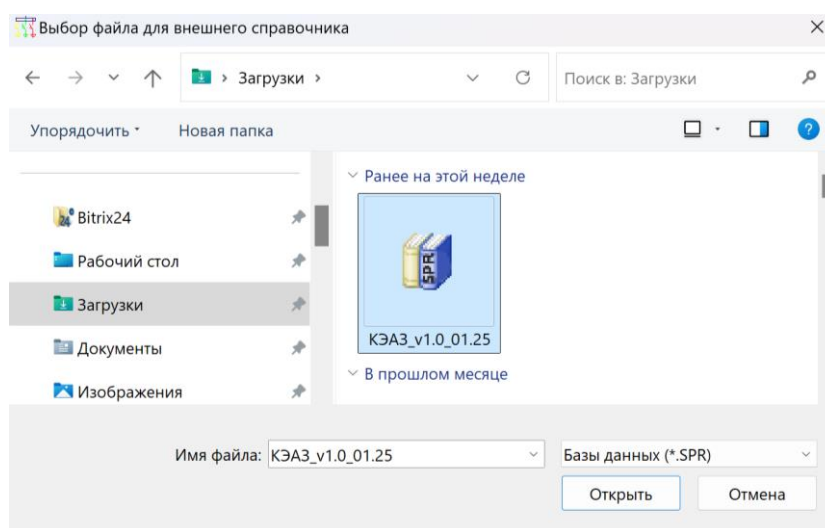 Выбор файла для внешнего справочника
Загрузки
Поиск в: Загрузки
Упорядочить
Новая папка
Ранее на этой неделе
Bitrix24
Рабочий стол
Загрузки
Документы
Изображения
24
SPR
КЭАЗ_v1.0_01.25
В прошлом месяце
Имя файла: КЭАЗ_v1.0_01.25
Базы данных (*.SPR)
Открыть
Отмена